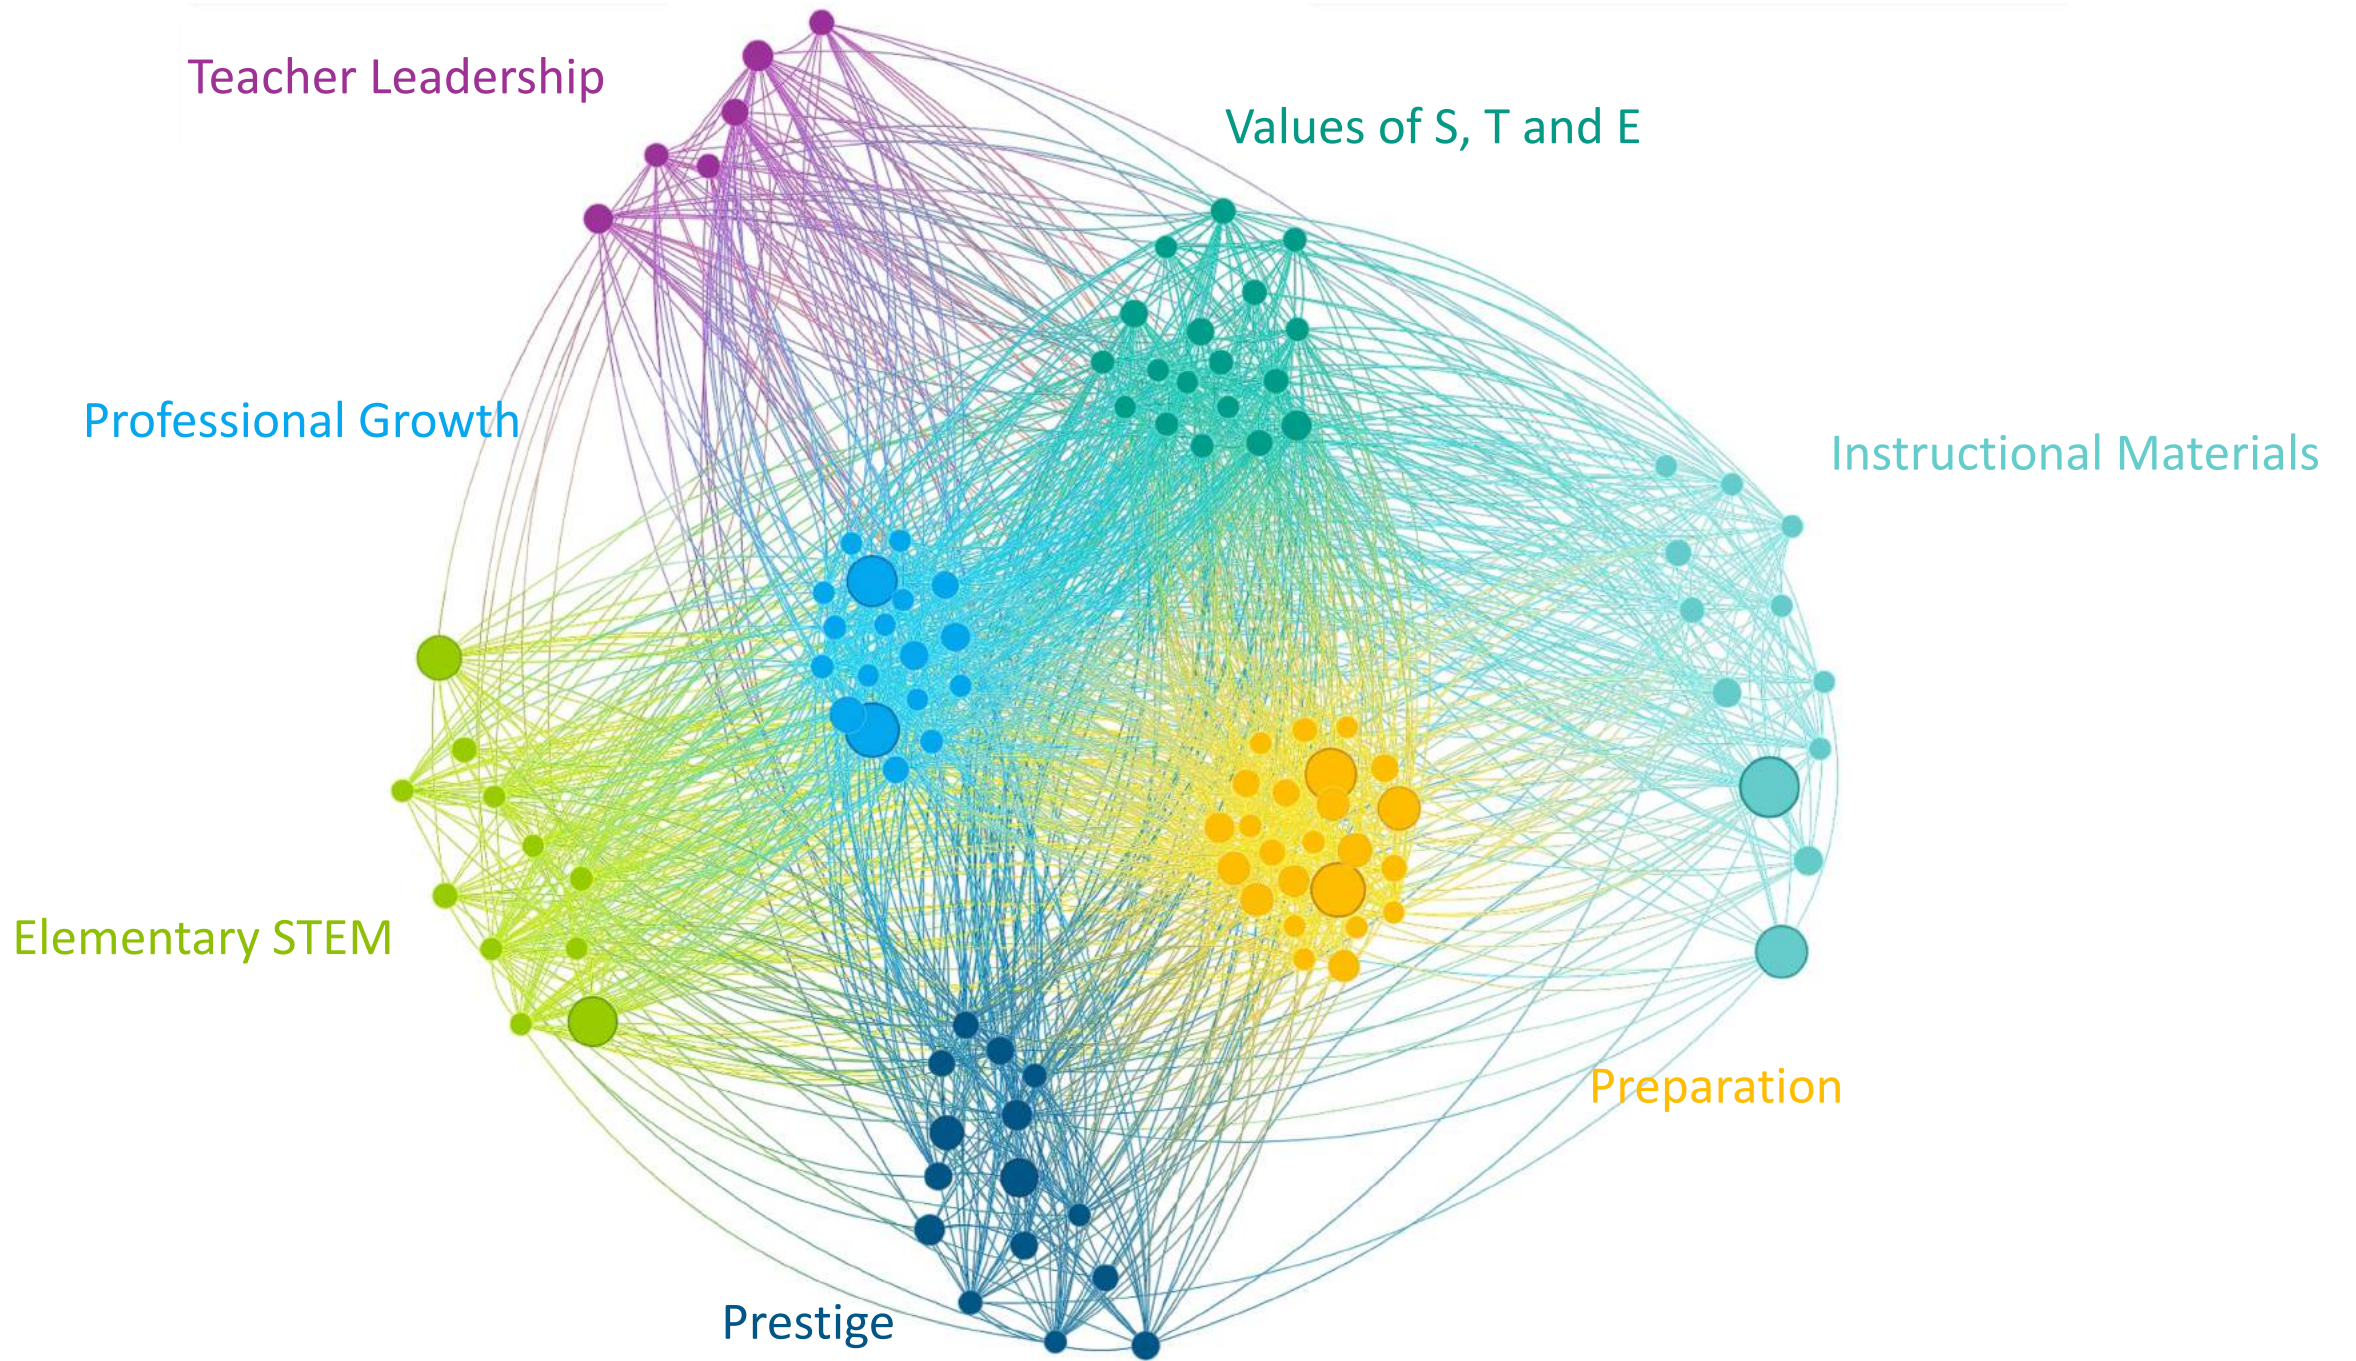 Teacher Leadership
Values of S, T and E
Professional Growth
Instructional Materials
Elementary STEM
Preparation
Prestige